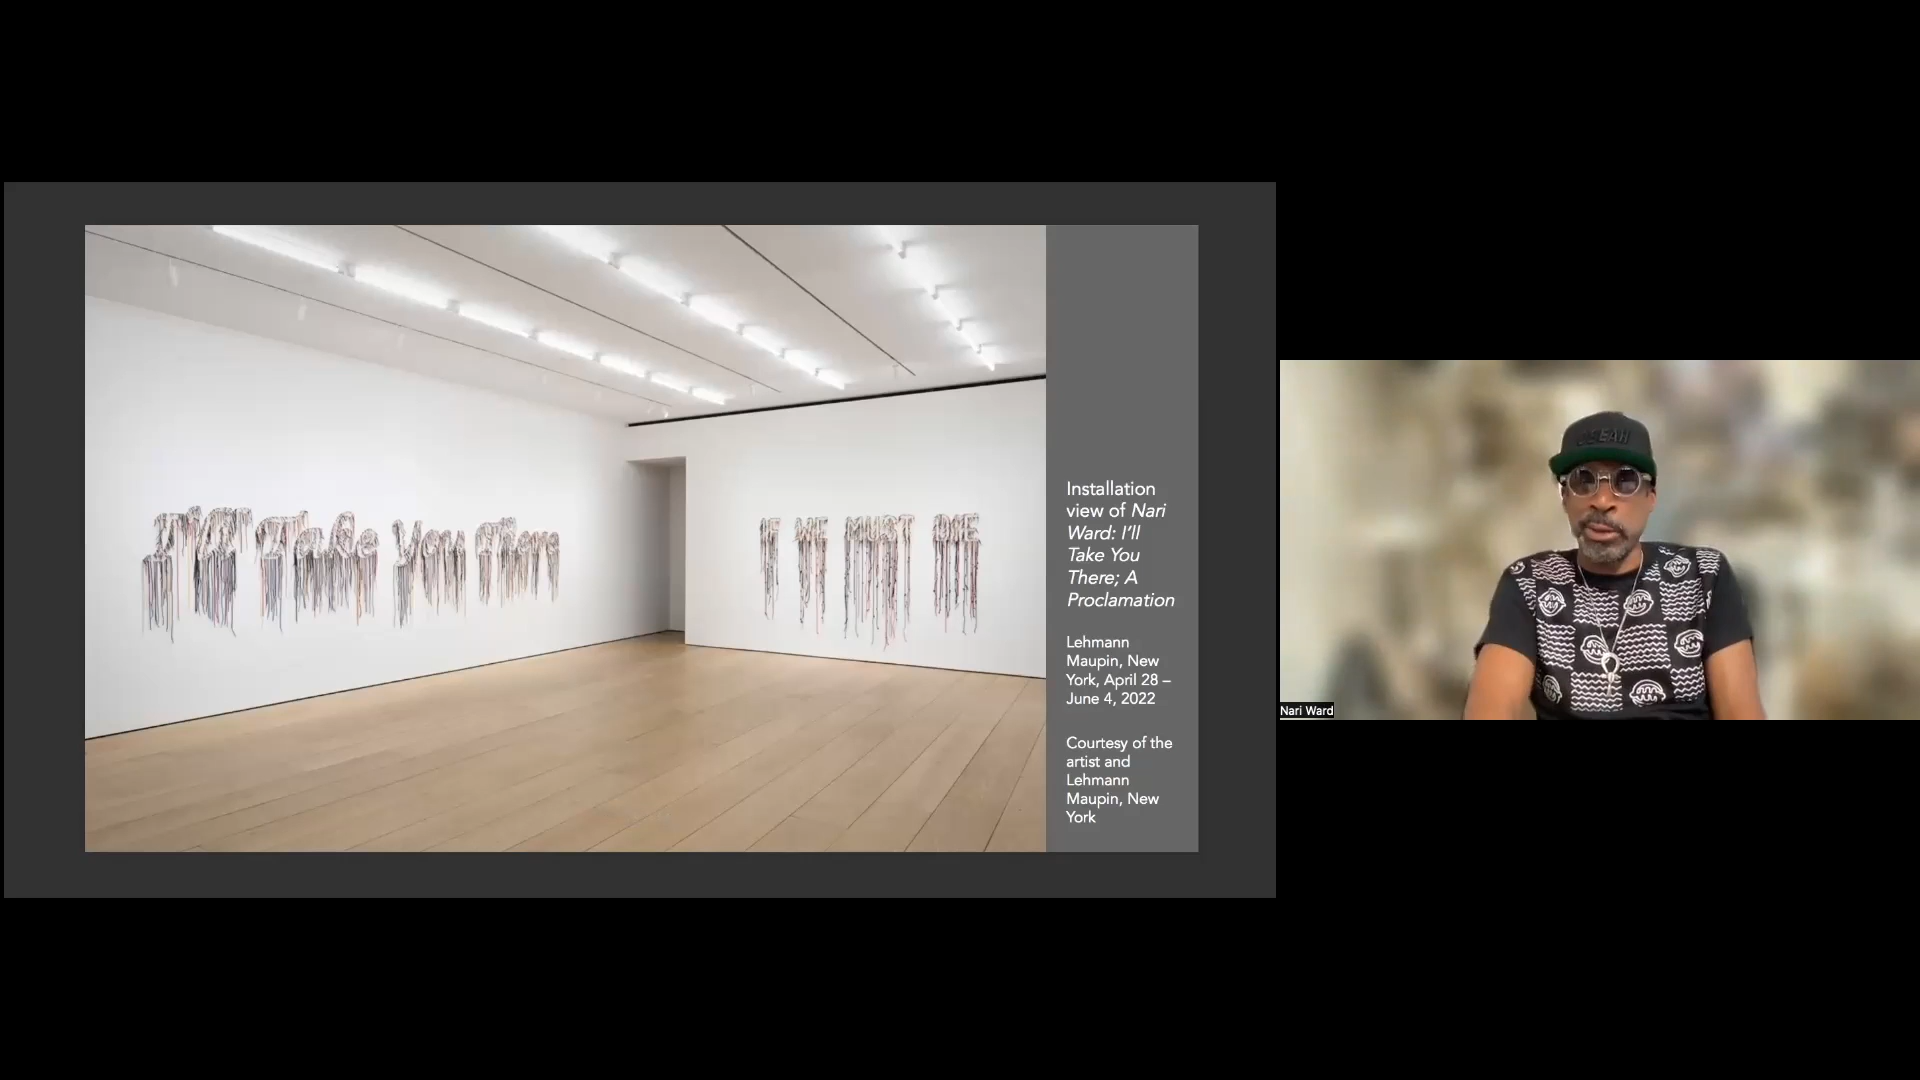 I'll Take You There
IF WE MUST DIE
Installation
view of Nari
Ward: I'll
Take You
There; A
Proclamation
Lehmann
Maupin, New
York, April 28 –
June 4, 2022
Courtesy of the
artist and
Lehmann
Maupin, New
York
Nari Ward